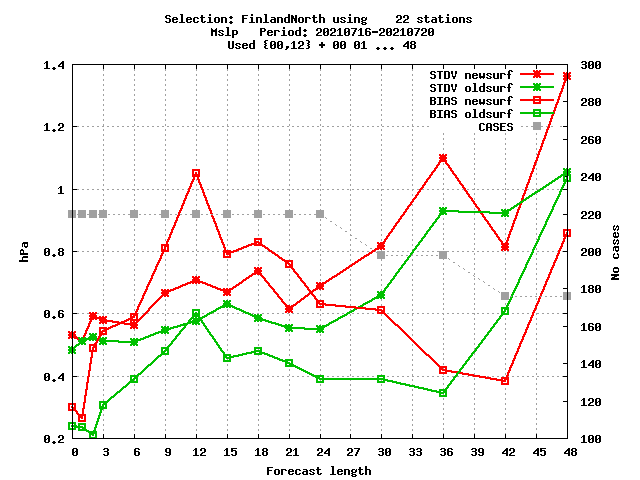 Selection: FinlandNorth using    22 stations
Mslp   Period: 20210716-20210720
Used {00,12} + 00 01 ... 48
STDV newsurf
STDV oldsurf
BIAS newsurf
BIAS oldsurf
CASES
1.4
1.2
1
0.8
0.6
0.4
0.2
hPa
300
280
260
240
220
200
180
160
140
120
100
No cases
0 3 6 9 12 15 18 21 24 27 30 33 36 39 42 45 48
Forecast length